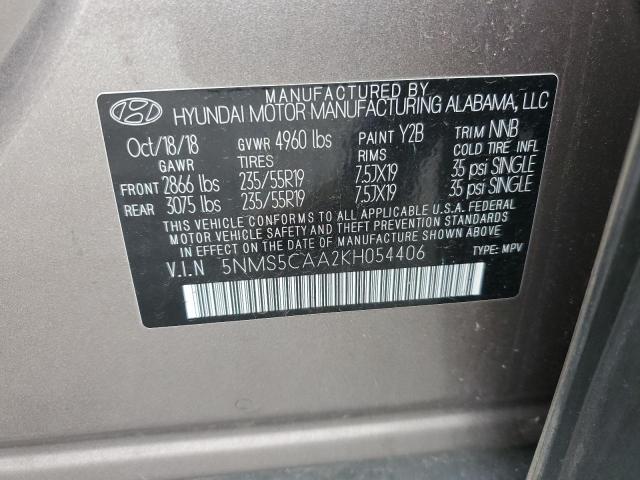 MANUFACTURED BY
HYUNDAI MOTOR MANUFACTURING ALABAMA, LLC
Oct/18/18 GVWR 4960 lbs PAINT Y2B TRIM NNB
GAWR TIRES RIMS COLD TIRE INFL
FRONT 2866 lbs 235/55R19 7.5JX19 35 psi SINGLE
REAR 3075 lbs 235/55R19 7.5JX19 35 psi SINGLE
THIS VEHICLE CONFORMS TO ALL APPLICABLE U.S.A. FEDERAL
MOTOR VEHICLE SAFETY AND THEFT PREVENTION STANDARDS
IN EFFECT ON THE DATE OF MANUFACTURE SHOWN ABOVE.
V.I.N 5NMS5CAA2KH054406 TYPE: MPV